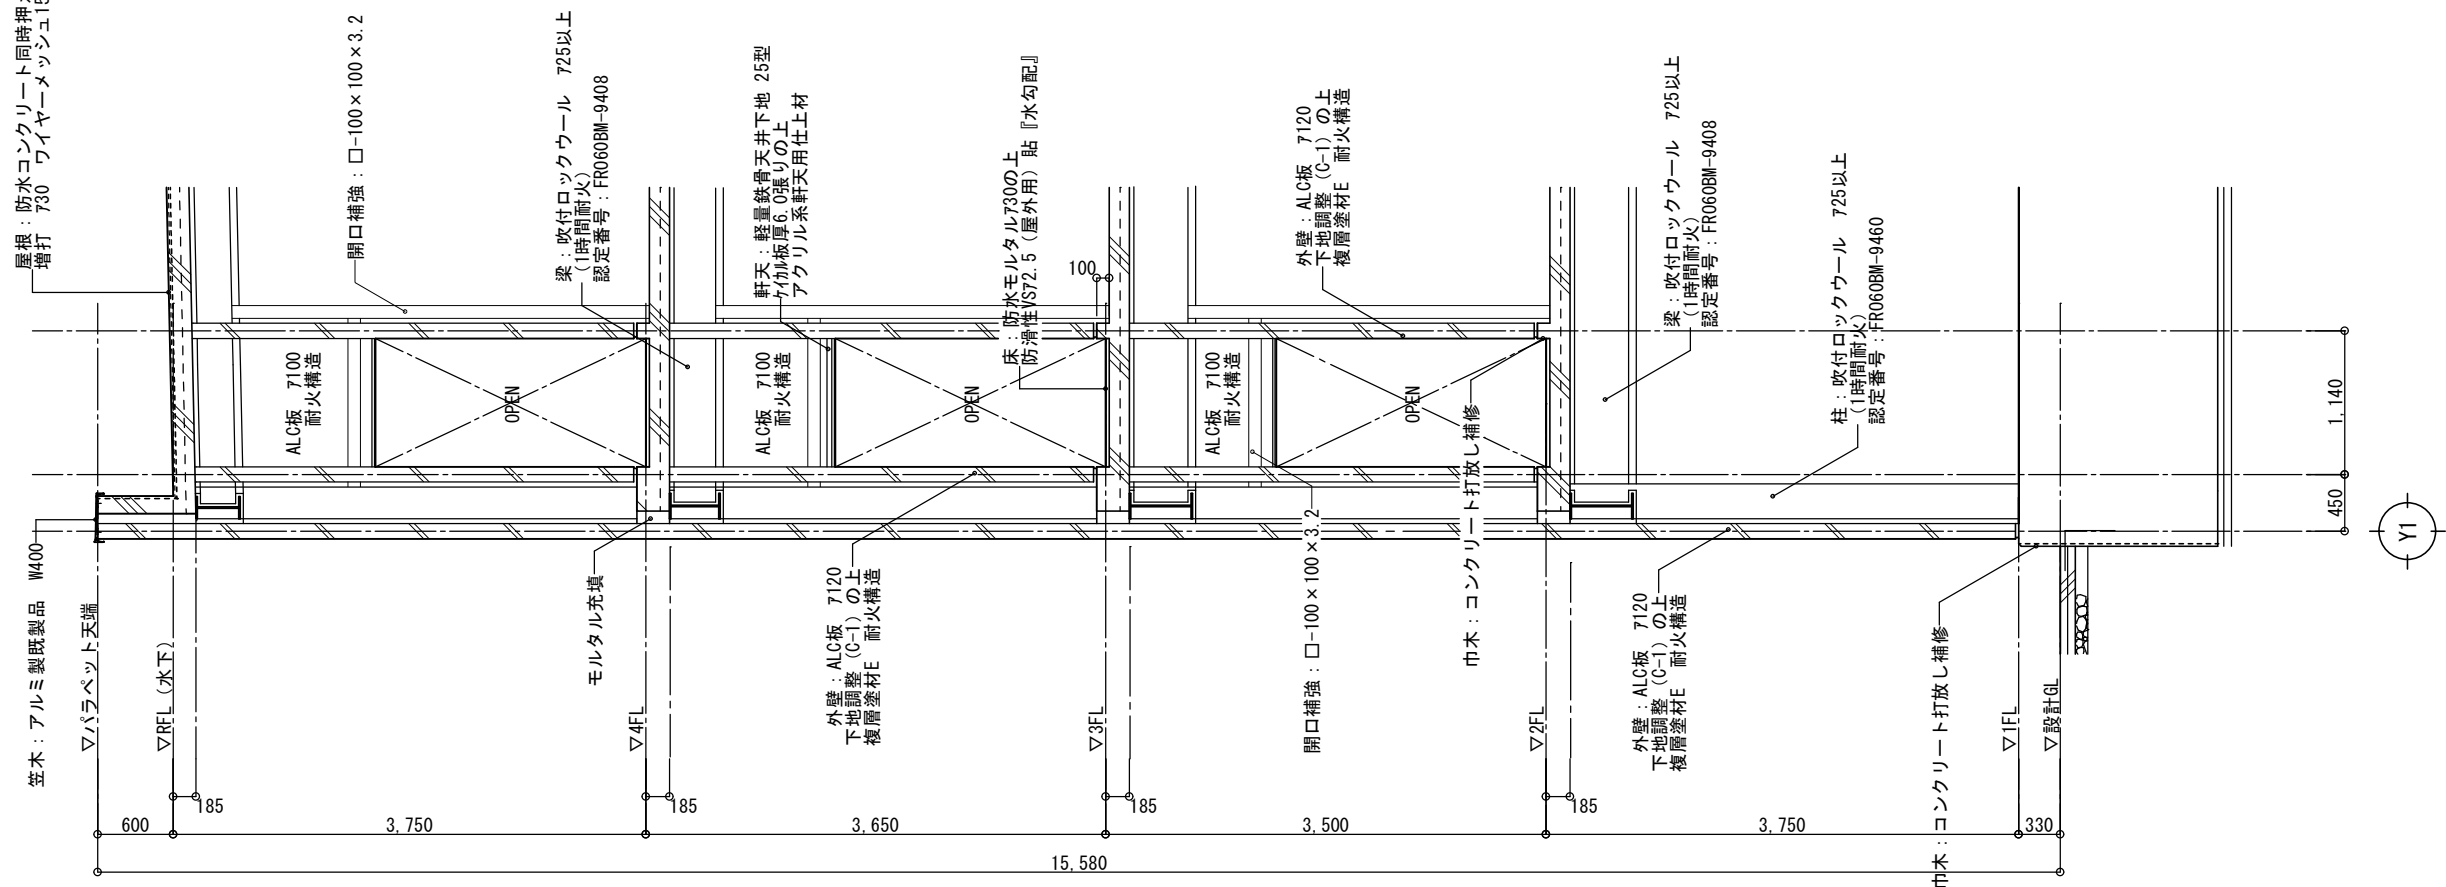 屋根：防水コンクリート同時押
増打 ｱ30 ワイヤーメッシュ15
開口補強：□-100×100×3.2
梁：吹付ロックウール ｱ25以上
(1時間耐火)
認定番号：FR060BM-9408
軒天：軽量鉄骨天井下地 25型
ｹｲｶﾙ板厚6.0張りの上
アクリル系軒天用仕上材
床：防水モルタルｱ30の上
防滑性VSｱ2.5（屋外用）貼『水勾配』
100
外壁：ALC板 ｱ120
下地調整（C-1）の上
複層塗材E 耐火構造
梁：吹付ロックウール ｱ25以上
(1時間耐火)
認定番号：FR060BM-9408
柱：吹付ロックウール ｱ25以上
(1時間耐火)
認定番号：FR060BM-9460
ALC板 ｱ100
耐火構造
OPEN
ALC板 ｱ100
耐火構造
OPEN
ALC板 ｱ100
耐火構造
OPEN
1,140
450
Y1
笠木：アルミ製既製品 W400
▽パラペット天端
▽RFL（水下）
モルタル充填
▽4FL
外壁：ALC板 ｱ120
下地調整（C-1）の上
複層塗材E 耐火構造
▽3FL
開口補強：□-100×100×3.2
巾木：コンクリート打放し補修
▽2FL
外壁：ALC板 ｱ120
下地調整（C-1）の上
複層塗材E 耐火構造
巾木：コンクリート打放し補修
▽1FL
▽設計GL
185
185
185
185
600
3,750
3,650
3,500
3,750
330
15,580